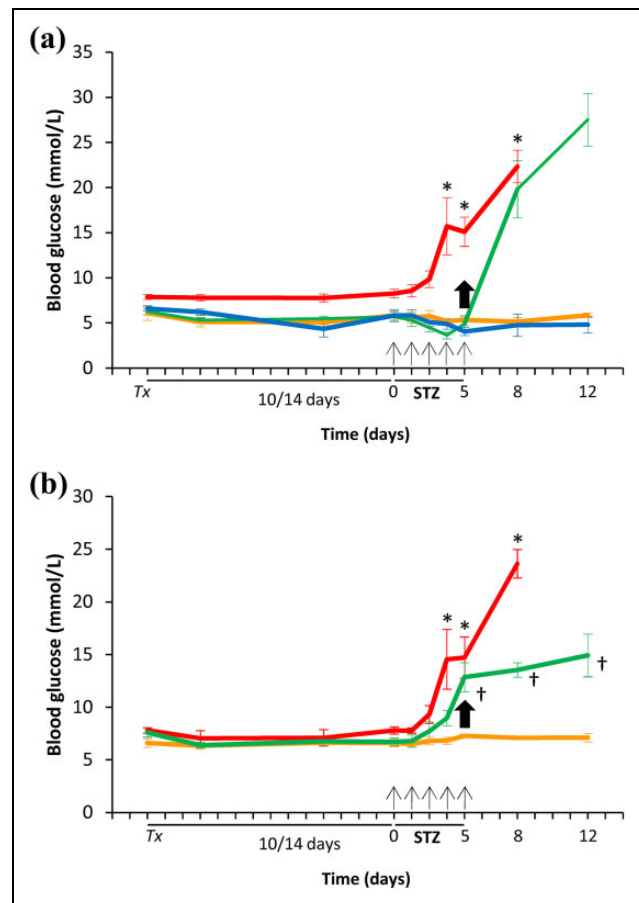 (a)
Blood glucose (mmol/L)
35
30
25
20
15
10
5
0
*
*
*
Tx
10/14 days
0
STZ
5
8
12
Time (days)
(b)
Blood glucose (mmol/L)
30
25
20
15
10
5
0
*
*
*
†
†
†
Tx
10/14 days
0
STZ
5
8
12
Time (days)